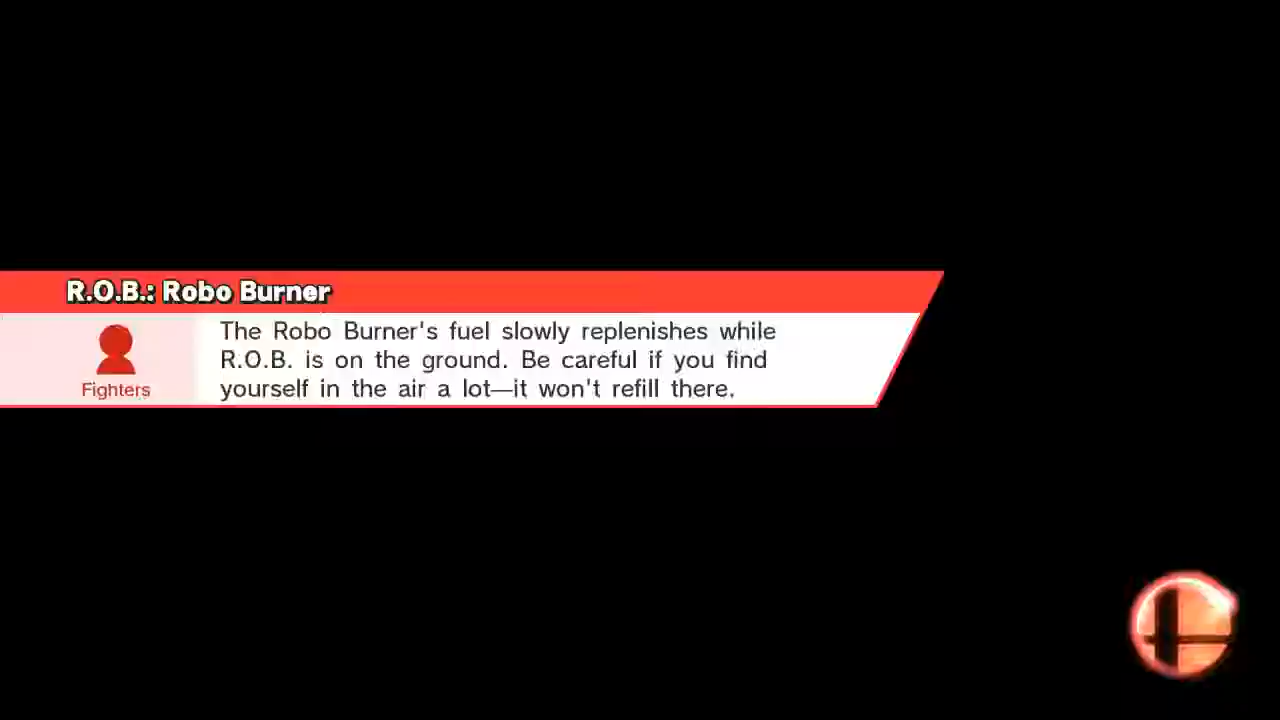 R.O.B.: Robo Burner
The Robo Burner's fuel slowly replenishes while
R.O.B. is on the ground. Be careful if you find
yourself in the air a lot—it won't refill there.
Fighters